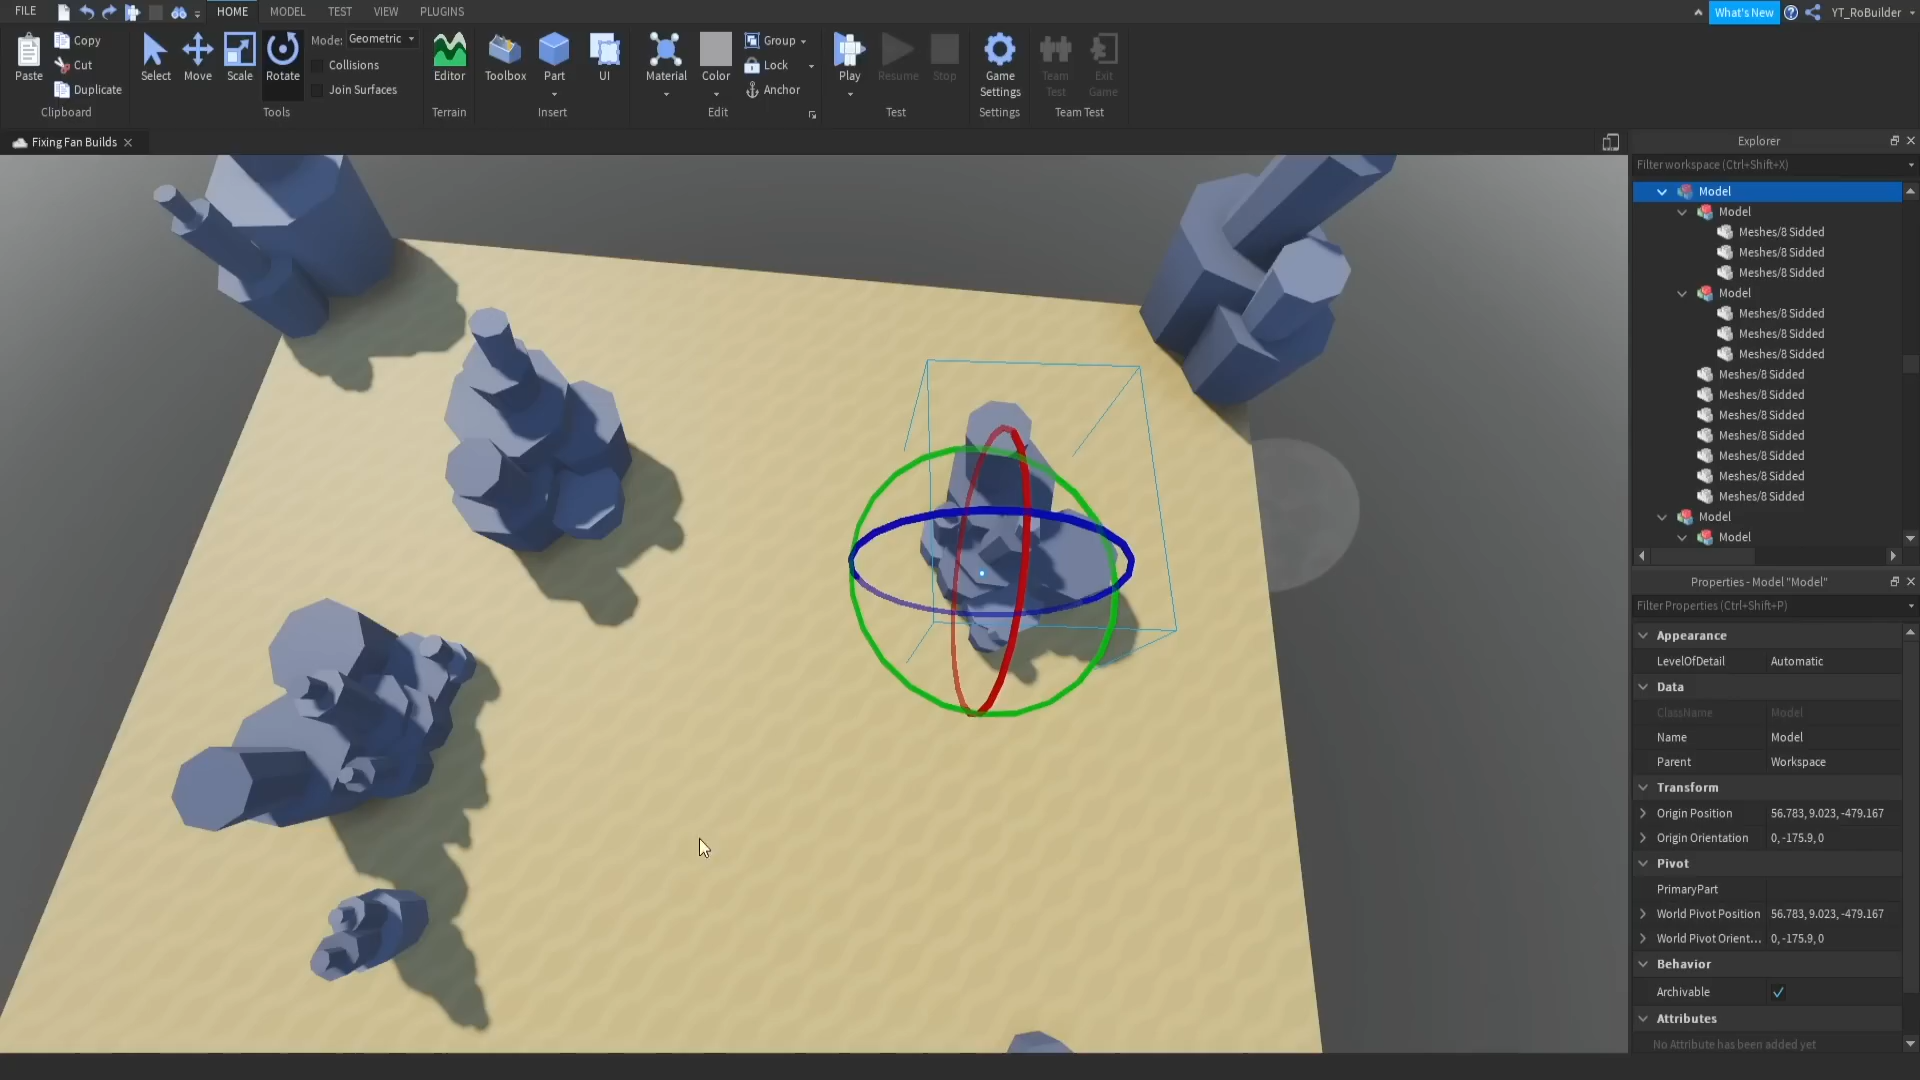 FILE HOME MODEL TEST VIEW PLUGINS What's New YT_RoBuilder
Paste
Copy
Cut
Duplicate
Clipboard
Select Move Scale Rotate
Mode: Geometric
Collisions
Join Surfaces
Tools
Editor
Terrain
Toolbox Part UI
Insert
Material Color
Group
Lock
Anchor
Edit
Play Resume Stop
Test
Game
Settings
Settings
Team
Test
Exit
Game
Team Test
Fixing Fan Builds
Explorer
Filter workspace (Ctrl+Shift+X)
Model
Model
Meshes/8 Sidded
Meshes/8 Sidded
Meshes/8 Sidded
Model
Meshes/8 Sidded
Meshes/8 Sidded
Meshes/8 Sidded
Meshes/8 Sidded
Meshes/8 Sidded
Meshes/8 Sidded
Meshes/8 Sidded
Meshes/8 Sidded
Meshes/8 Sidded
Meshes/8 Sidded
Model
Model
Properties - Model "Model"
Filter Properties (Ctrl+Shift+P)
Appearance
LevelOfDetail Automatic
Data
ClassName Model
Name Model
Parent Workspace
Transform
Origin Position 56.783, 9.023, -479.167
Origin Orientation 0, -175.9, 0
Pivot
PrimaryPart
World Pivot Position 56.783, 9.023, -479.167
World Pivot Orient... 0, -175.9, 0
Behavior
Archivable
Attributes
No Attribute has been added yet